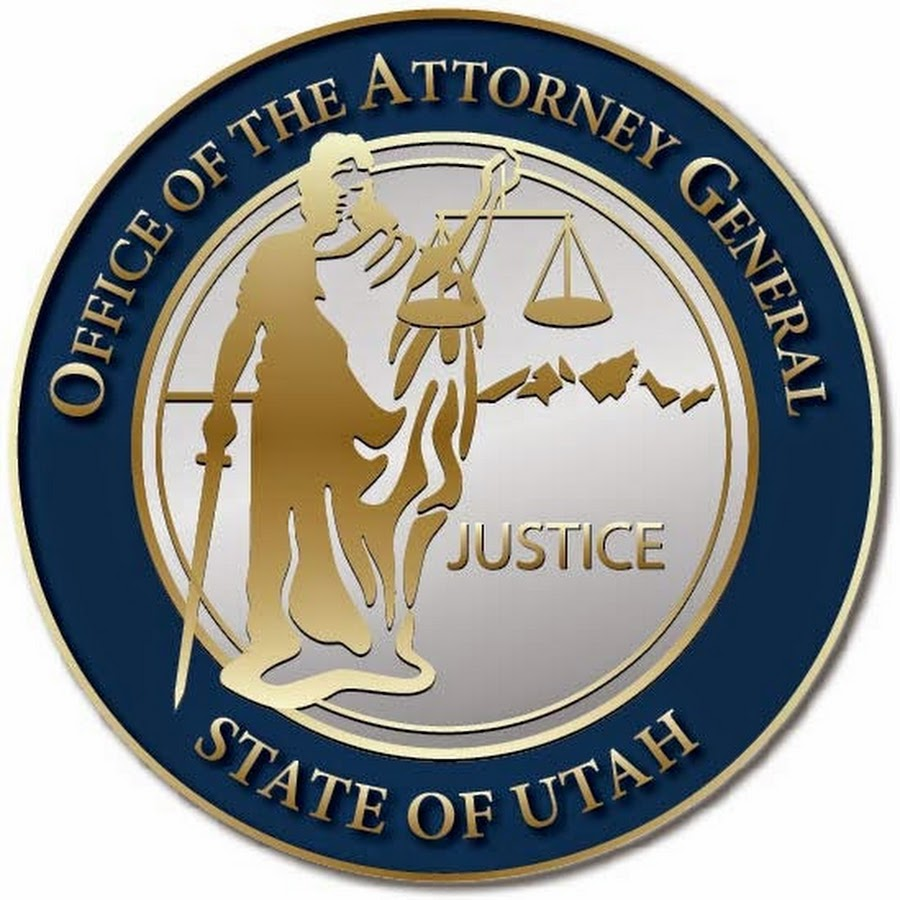 OFFICE OF THE ATTORNEY GENERAL
JUSTICE
STATE OF UTAH